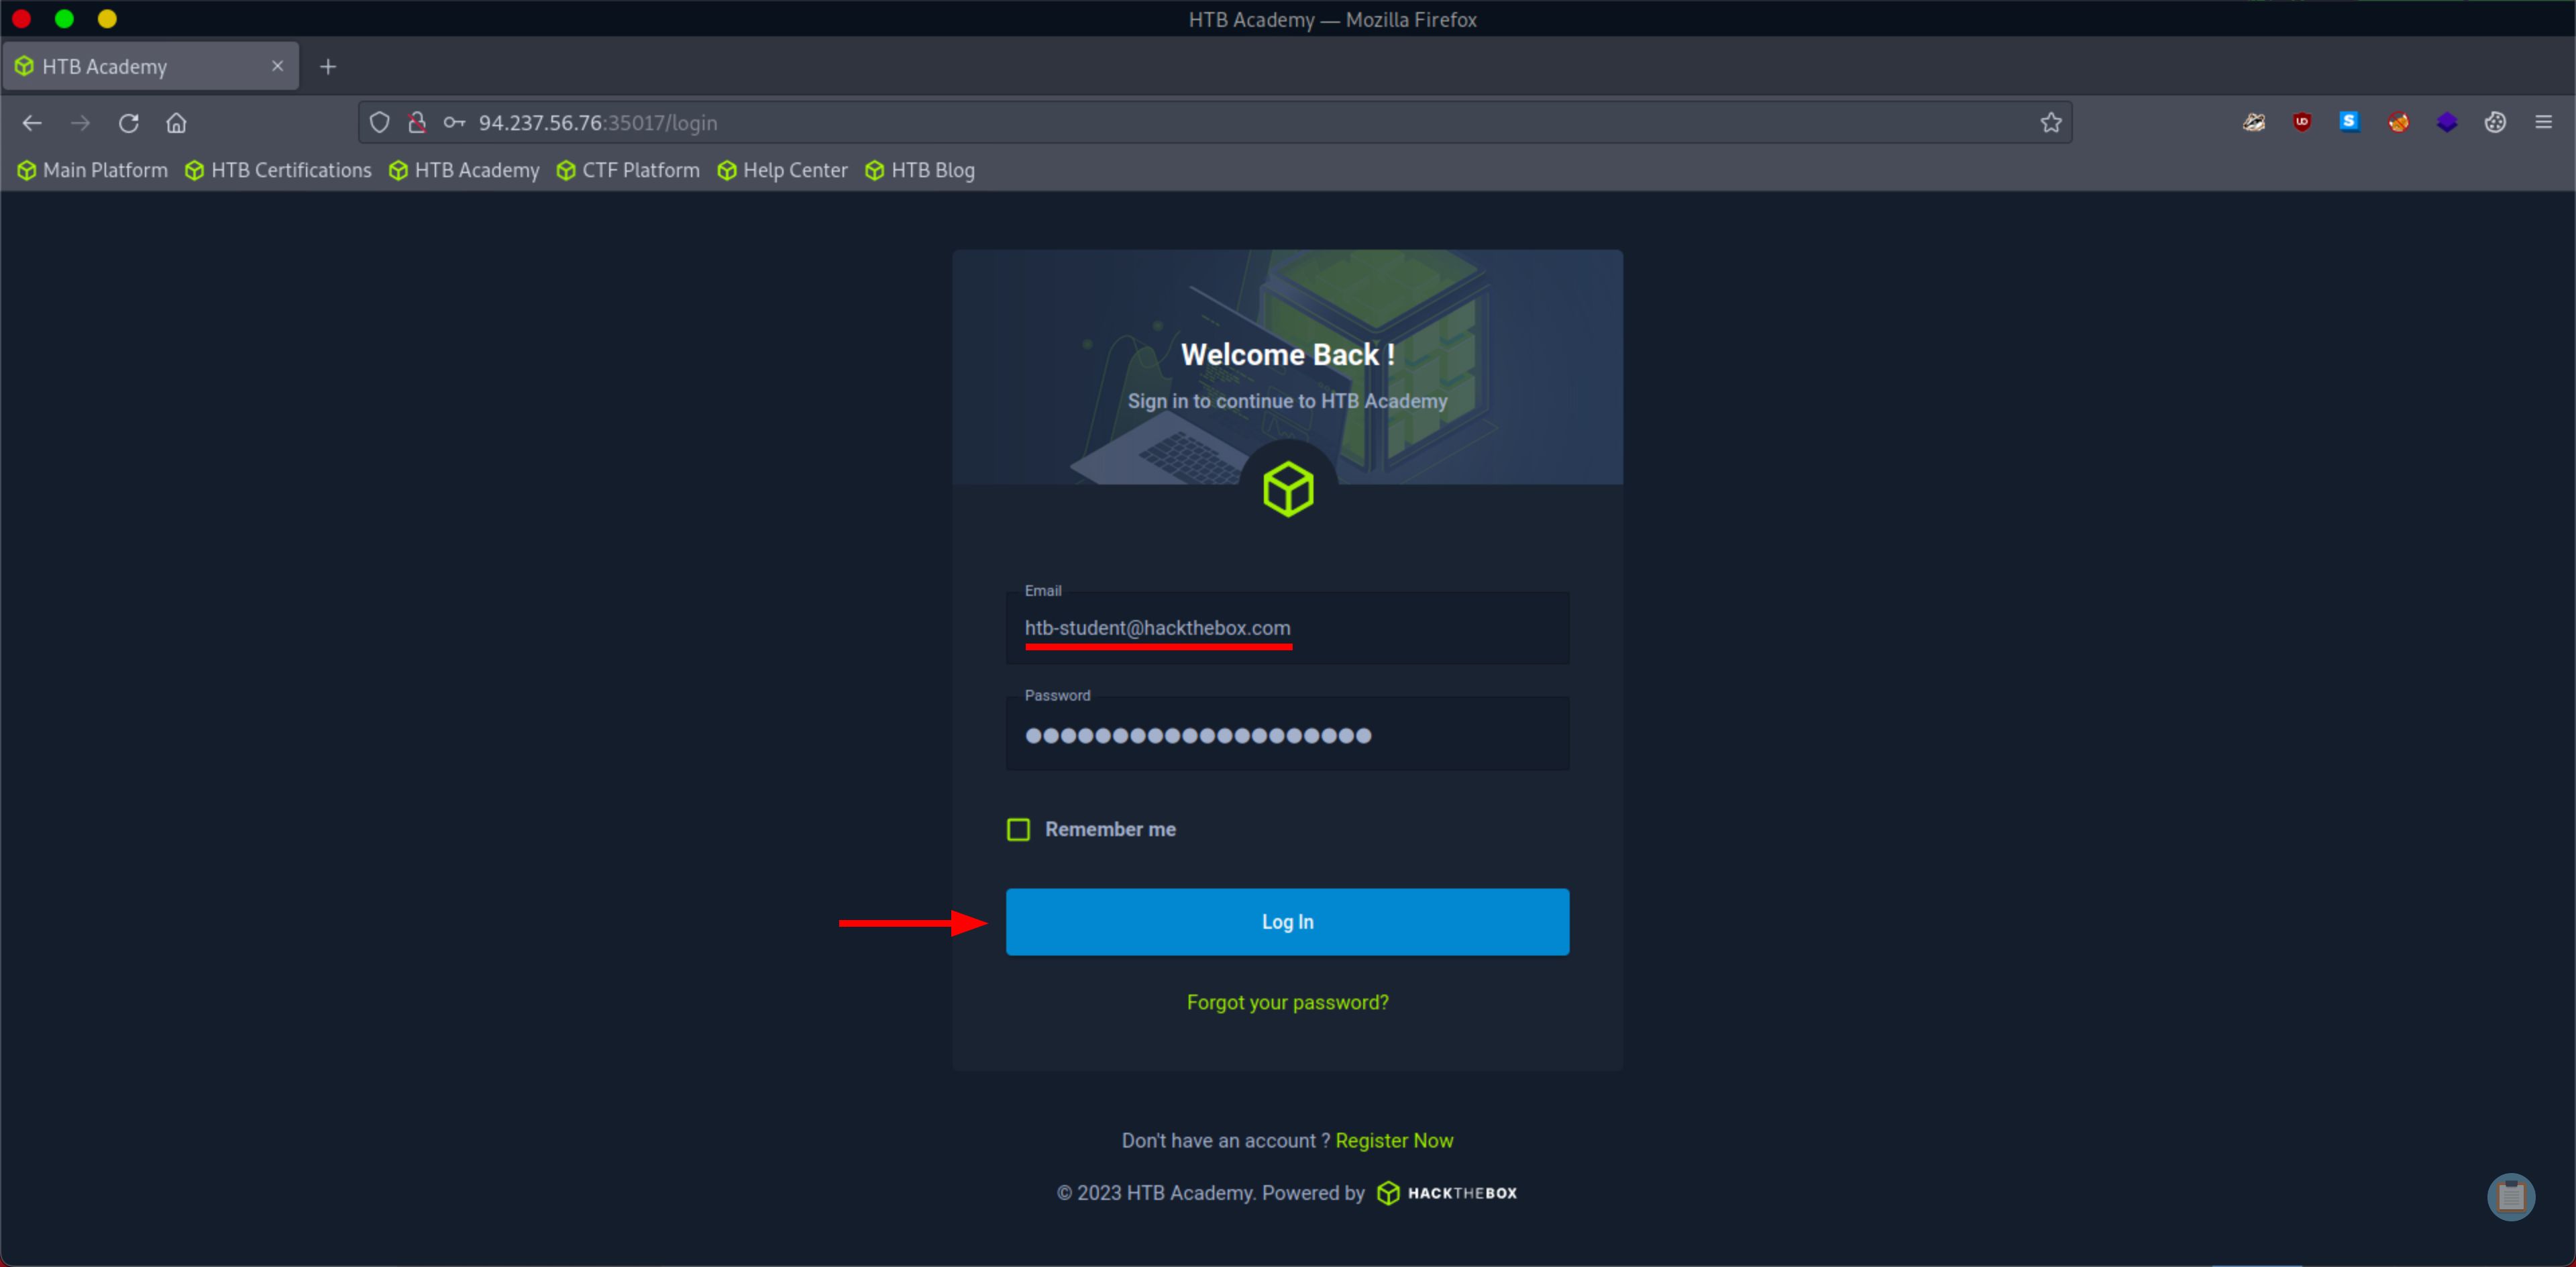 HTB Academy — Mozilla Firefox
HTB Academy
94.237.56.76:35017/login
Main Platform HTB Certifications HTB Academy CTF Platform Help Center HTB Blog
Welcome Back !
Sign in to continue to HTB Academy
Email
htb-student@hackthebox.com
Password
Remember me
Log In
Forgot your password?
Don't have an account ? Register Now
© 2023 HTB Academy. Powered by HACKTHEBOX